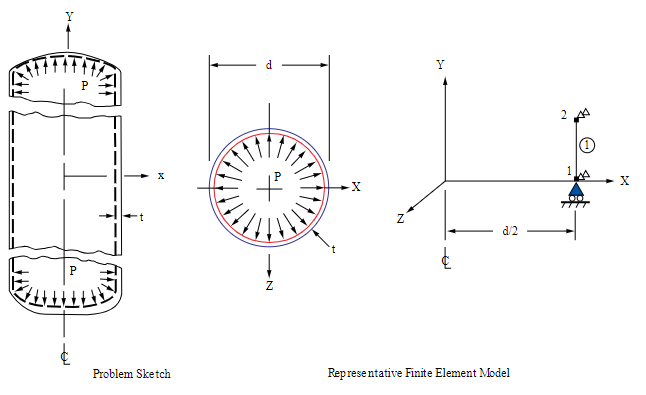 Y
P
x
t
P
℄
Problem Sketch
d
P
X
t
Z
Y
2
1
1
X
Z
d/2
℄
Representative Finite Element Model